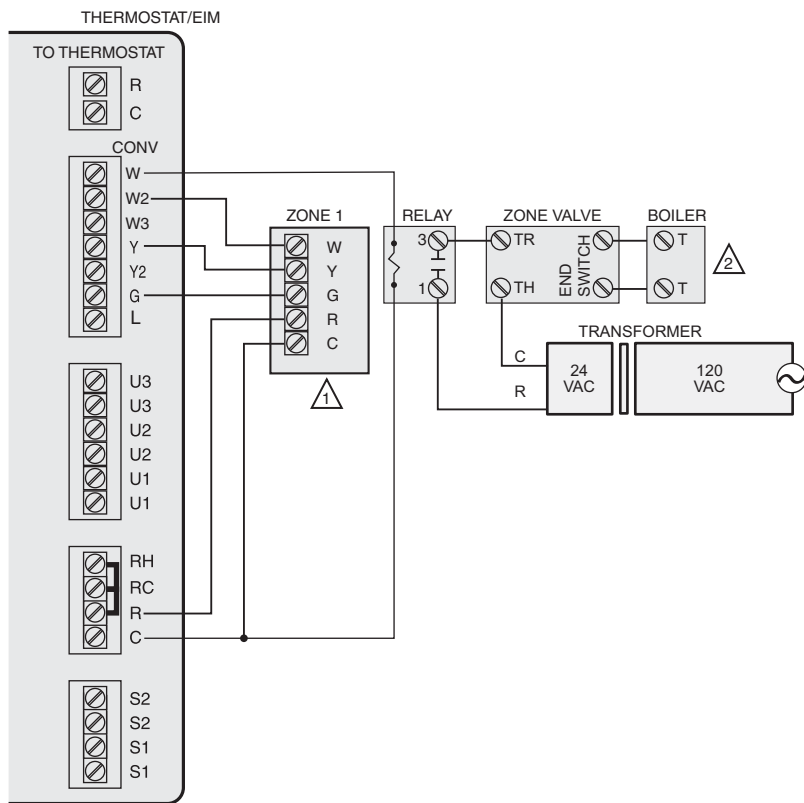 THERMOSTAT/EIM
TO THERMOSTAT
R
C
CONV
W
W2
W3
Y
Y2
G
L
U3
U3
U2
U2
U1
U1
RH
RC
R
C
S2
S2
S1
S1
ZONE 1
W
Y
G
R
C
1
RELAY
3
1
ZONE VALVE
TR
TH
END
SWITCH
BOILER
T
T
2
TRANSFORMER
C
R
24
VAC
120
VAC